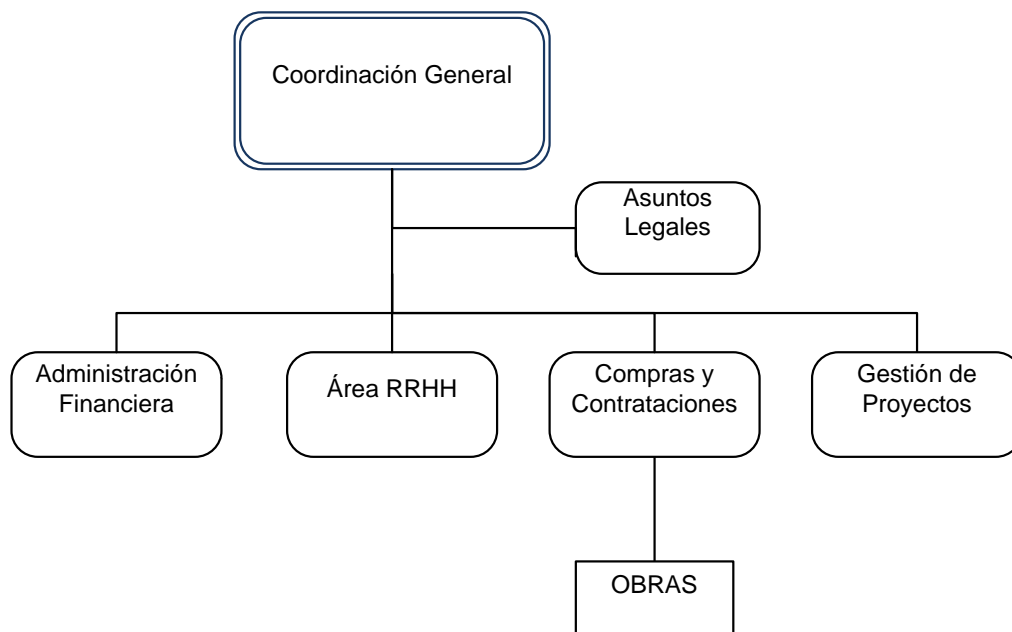 Coordinación General
Asuntos
Legales
Administración
Financiera
Área RRHH
Compras y
Contrataciones
Gestión de
Proyectos
OBRAS